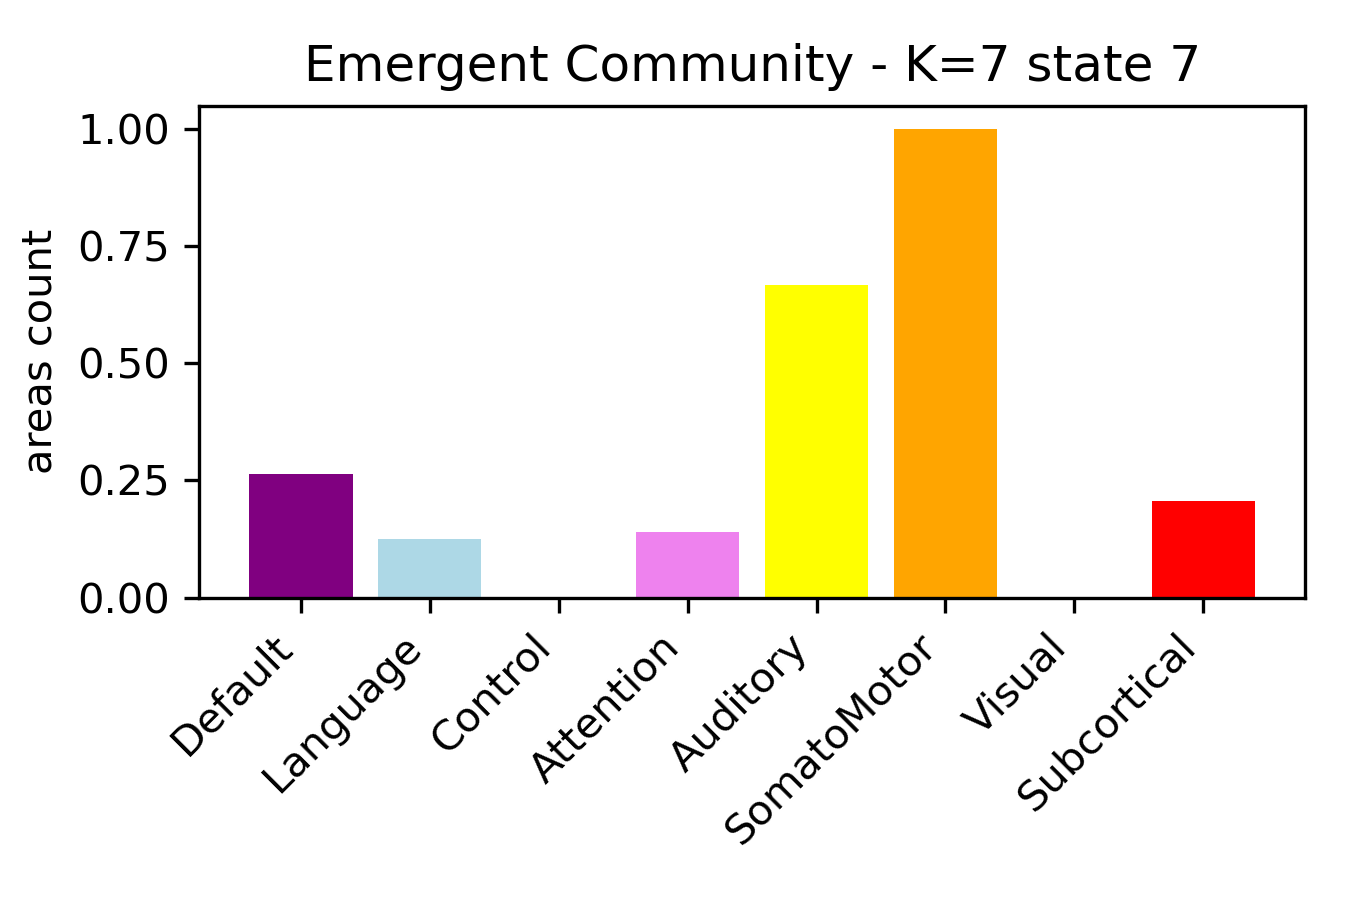 Emergent Community - K=7 state 7
areas count
1.00
0.75
0.50
0.25
0.00
Default
Language
Control
Attention
Auditory
SomatoMotor
Visual
Subcortical